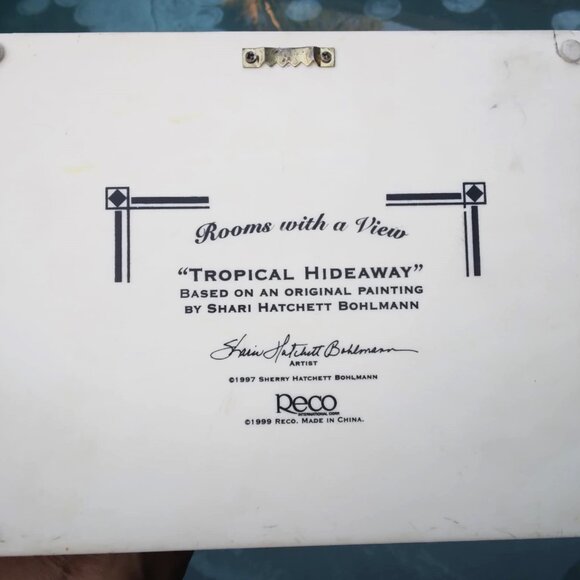 Rooms with a View
“TROPICAL HIDEAWAY”
BASED ON AN ORIGINAL PAINTING
BY SHARI HATCHETT BOHLMANN
Shari Hatchett Bohlmann
ARTIST
©1997 SHERRY HATCHETT BOHLMANN
RECO
INTERNATIONAL CORP.
©1999 RECO. MADE IN CHINA.